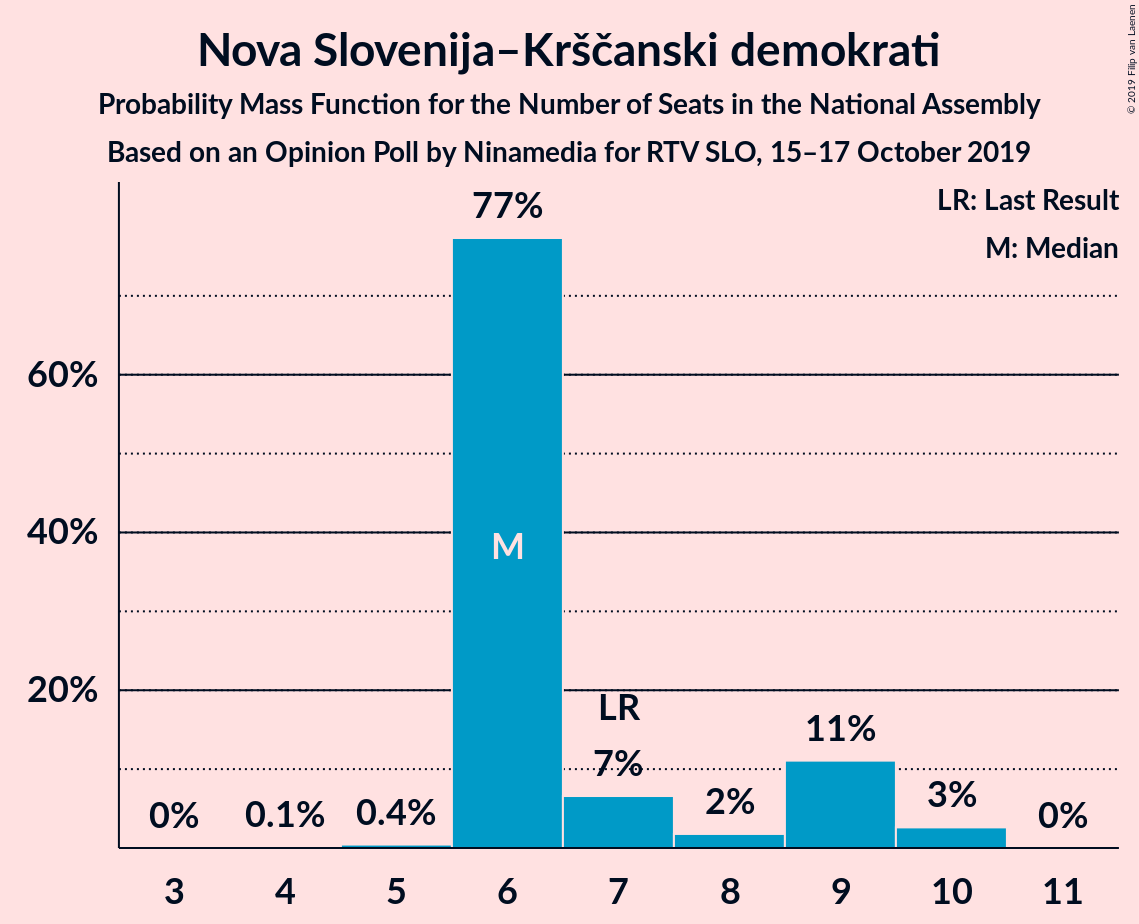 Nova Slovenija–Krščanski demokrati
Probability Mass Function for the Number of Seats in the National Assembly
Based on an Opinion Poll by Ninamedia for RTV SLO, 15–17 October 2019
© 2019 Filip van Laenen
LR: Last Result
M: Median
77%
60%
40%
M
20%
LR
7%
11%
0%
0.1%
0.4%
2%
3%
0%
3 4 5 6 7 8 9 10 11